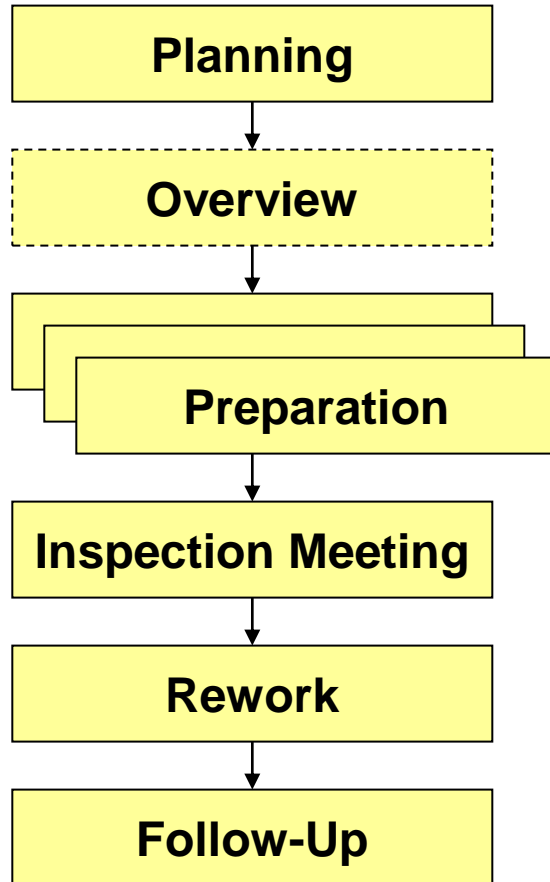 Planning
Overview
Preparation
Inspection Meeting
Rework
Follow-Up